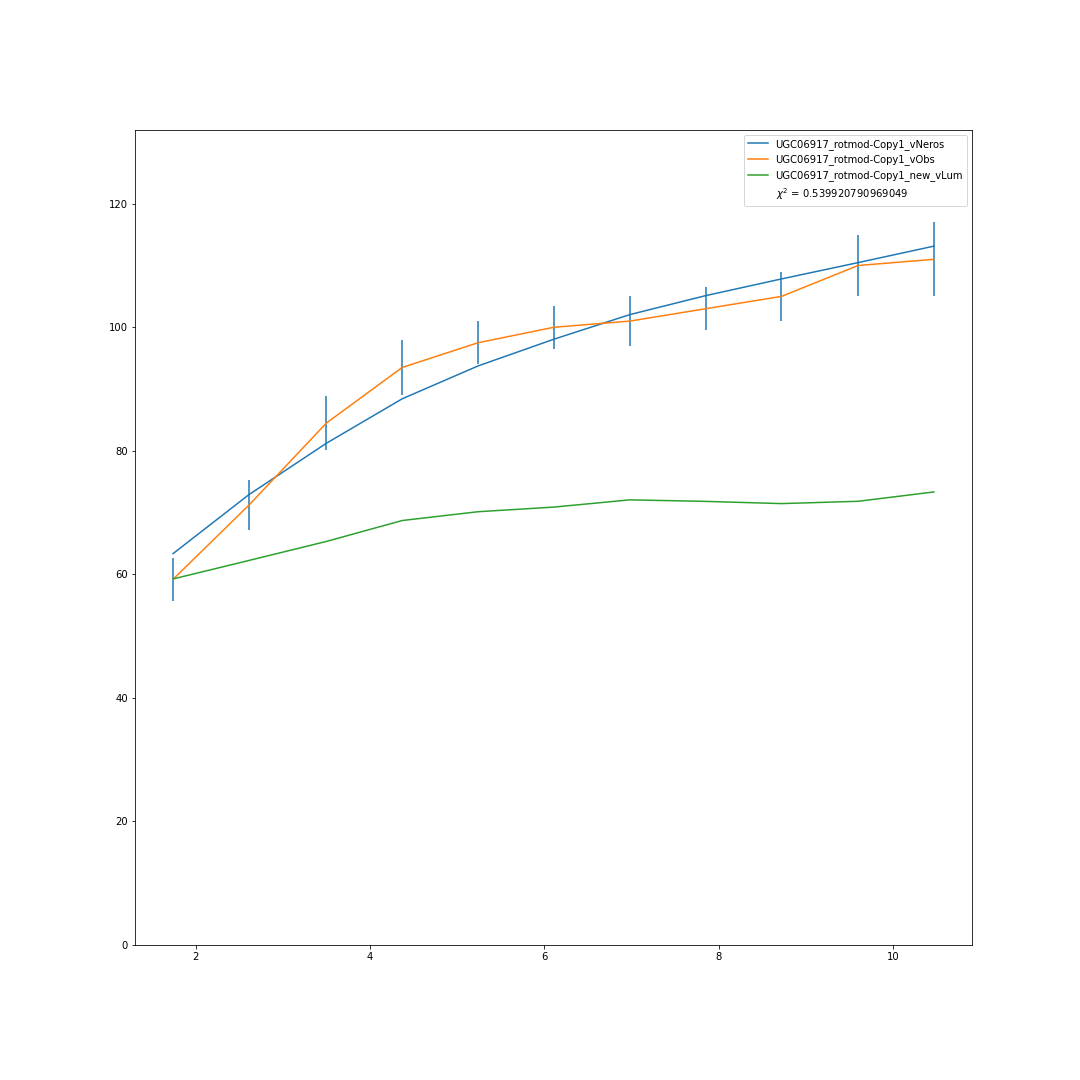 UGC06917_rotmod-Copy1_vNeros
UGC06917_rotmod-Copy1_vObs
UGC06917_rotmod-Copy1_new_vLum
χ² = 0.539920790969049
120
100
80
60
40
20
0
2 4 6 8 10